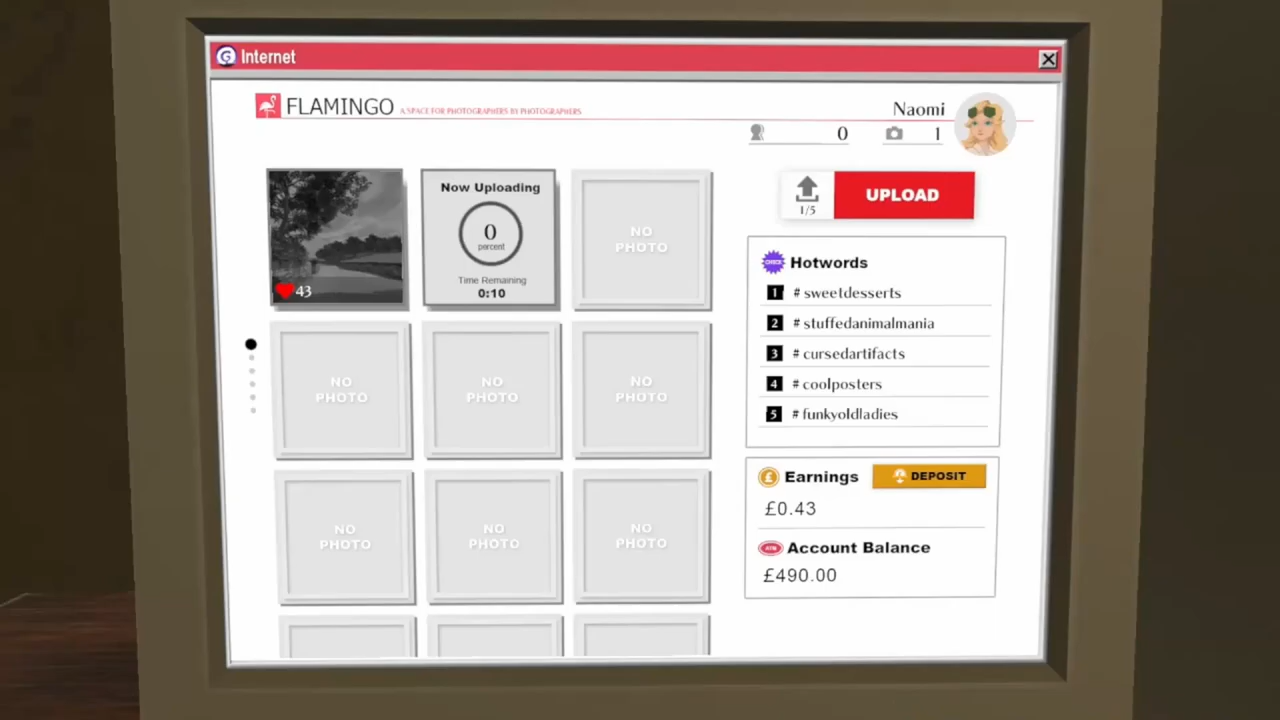 Internet
FLAMINGO A SPACE FOR PHOTOGRAPHERS BY PHOTOGRAPHERS
Naomi
0 1
43
Now Uploading
0
percent
Time Remaining
0:10
NO
PHOTO
1/5
UPLOAD
CHECK Hotwords
1 # sweetdesserts
2 # stuffedanimalmania
3 # cursedartifacts
4 # coolposters
5 # funkyoldladies
NO
PHOTO
NO
PHOTO
NO
PHOTO
£ Earnings
DEPOSIT
£0.43
ATM Account Balance
£490.00
NO
PHOTO
NO
PHOTO
NO
PHOTO